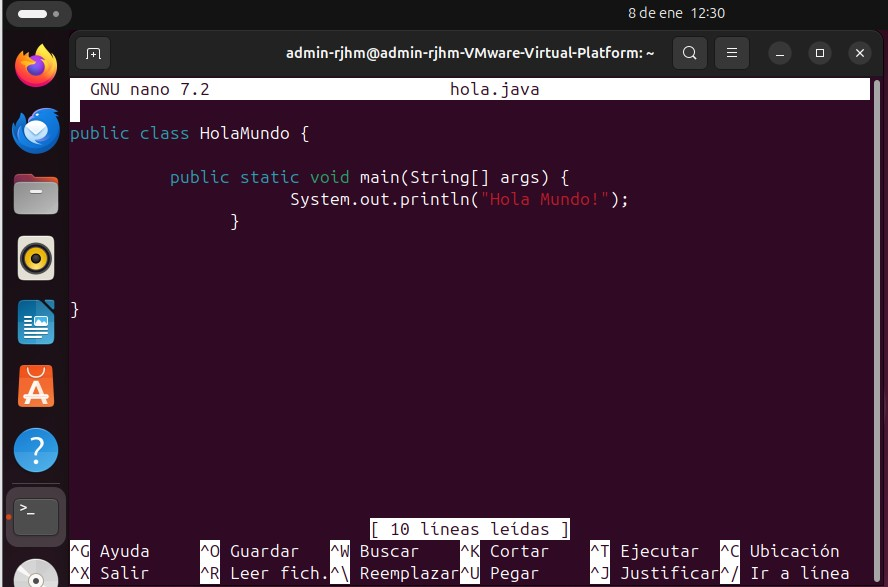 8 de ene 12:30
admin-rjhm@admin-rjhm-VMware-Virtual-Platform: ~
GNU nano 7.2 hola.java
public class HolaMundo {
public static void main(String[] args) {
System.out.println("Hola Mundo!");
}
}
[ 10 líneas leídas ]
^G Ayuda ^O Guardar ^W Buscar ^K Cortar ^T Ejecutar ^C Ubicación
^X Salir ^R Leer fich. ^\ Reemplazar ^U Pegar ^J Justificar ^/ Ir a línea